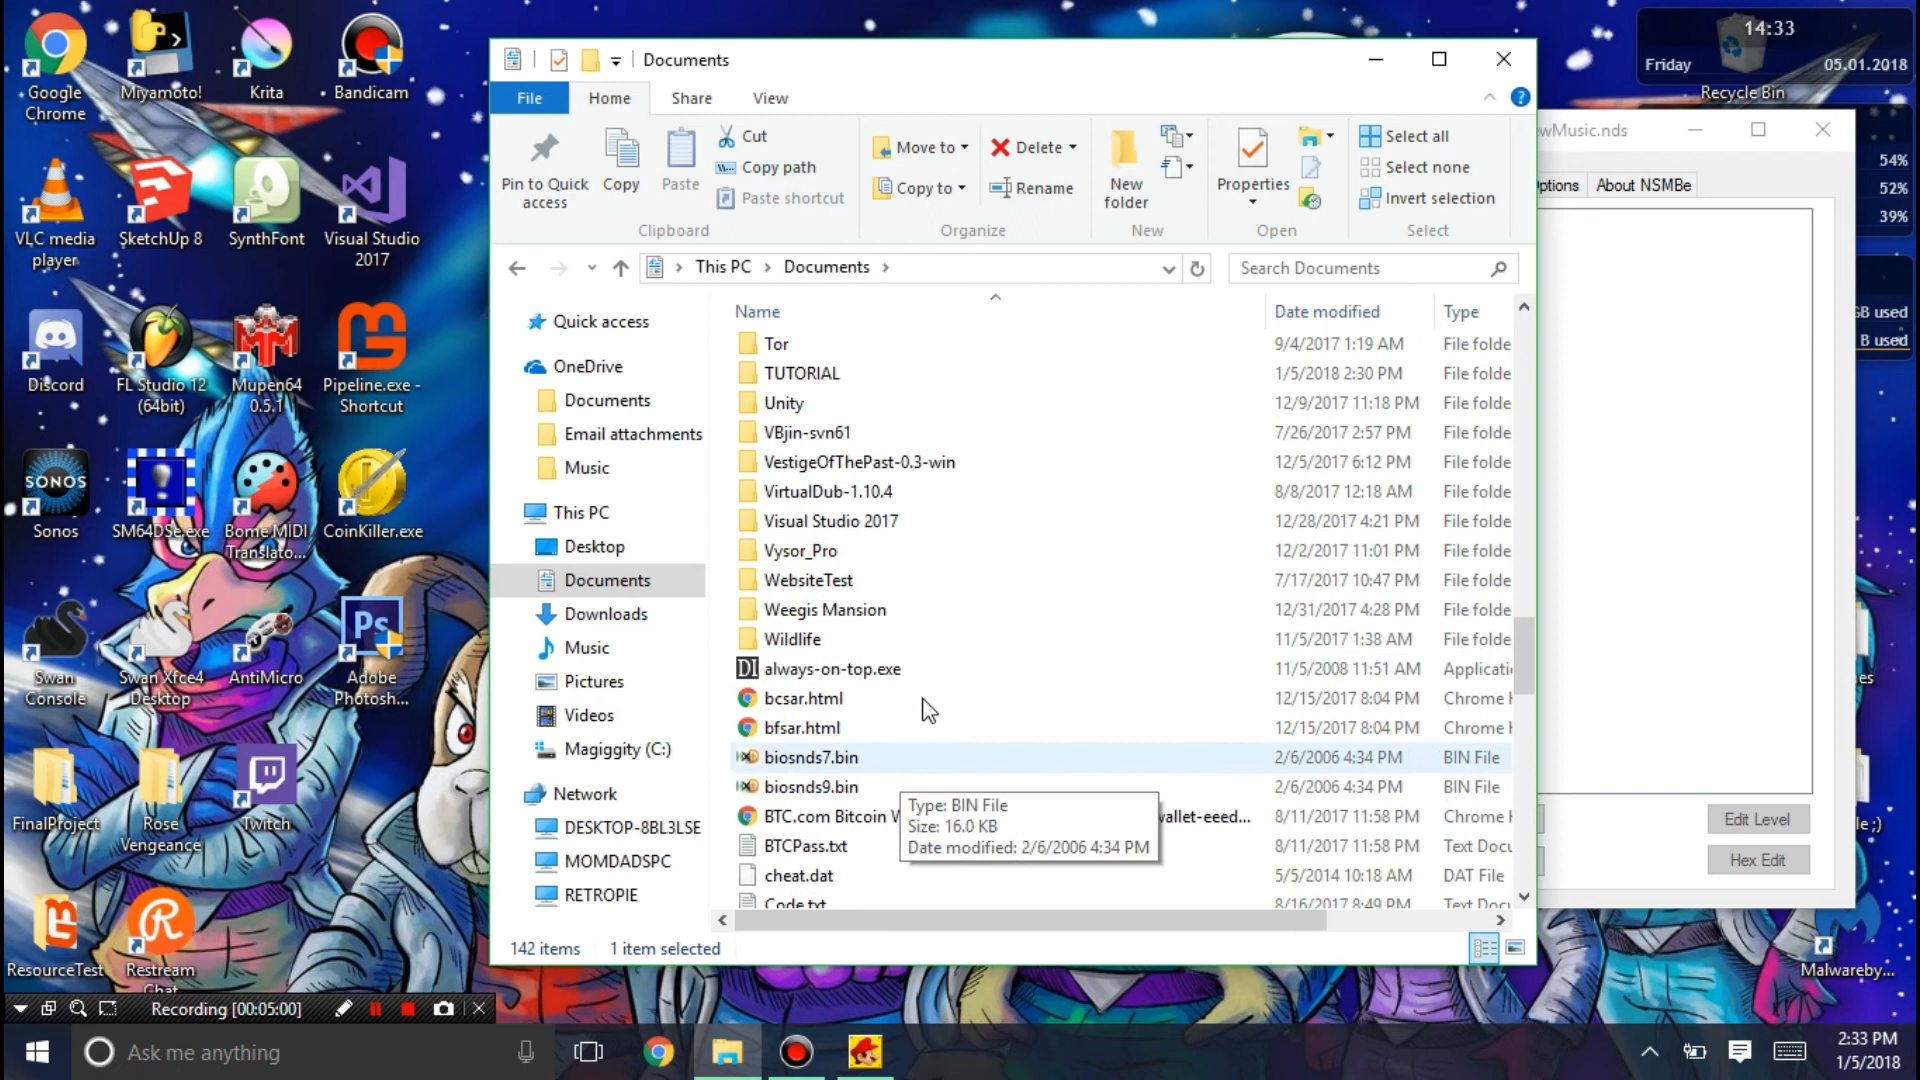 Google
Chrome
Miyamoto!
Krita
Bandicam
VLC media
player
SketchUp 8
SynthFont
Visual Studio
2017
Discord
FL Studio 12
(64bit)
Mupen64
0.5.1
Pipeline.exe -
Shortcut
SONOS
Sonos
SM64DSe.exe
Bome MIDI
Translato...
CoinKiller.exe
Swan
Console
Swan Xfce4
Desktop
AntiMicro
Ps
Adobe
Photosh...
FinalProject
Rose
Vengeance
Twitch
ResourceTest
Restream
Chat
Documents
File
Home
Share
View
Pin to Quick
access
Copy
Paste
Cut
Copy path
Paste shortcut
Clipboard
Move to
Copy to
Delete
Rename
Organize
New
folder
New
Properties
Open
Select all
Select none
Invert selection
Select
This PC
Documents
Search Documents
Quick access
OneDrive
Documents
Email attachments
Music
This PC
Desktop
Documents
Downloads
Music
Pictures
Videos
Magiggity (C:)
Network
DESKTOP-8BL3LSE
MOMDADSPC
RETROPIE
Name Date modified Type
Tor 9/4/2017 1:19 AM File folde
TUTORIAL 1/5/2018 2:30 PM File folde
Unity 12/9/2017 11:18 PM File folde
VBjin-svn61 7/26/2017 2:57 PM File folde
VestigeOfThePast-0.3-win 12/5/2017 6:12 PM File folde
VirtualDub-1.10.4 8/8/2017 12:18 AM File folde
Visual Studio 2017 12/28/2017 4:21 PM File folde
Vysor_Pro 12/2/2017 11:01 PM File folde
WebsiteTest 7/17/2017 10:47 PM File folde
Weegis Mansion 12/31/2017 4:28 PM File folde
Wildlife 11/5/2017 1:38 AM File folde
DI always-on-top.exe 11/5/2008 11:51 AM Applicati
bcsar.html 12/15/2017 8:04 PM Chrome H
bfsar.html 12/15/2017 8:04 PM Chrome H
biosnds7.bin 2/6/2006 4:34 PM BIN File
biosnds9.bin 2/6/2006 4:34 PM BIN File
BTC.com Bitcoin W allet-eeed... 8/11/2017 11:58 PM Chrome H
BTCPass.txt 8/11/2017 11:58 PM Text Docu
cheat.dat 5/5/2014 10:18 AM DAT File
Code.txt 8/16/2017 8:49 PM Text Docu
Type: BIN File
Size: 16.0 KB
Date modified: 2/6/2006 4:34 PM
142 items 1 item selected
14:33
Friday 05.01.2018
Recycle Bin
wMusic.nds
ptions
About NSMBe
54%
52%
39%
GB used
B used
es
Edit Level
Hex Edit
le ;)
Malwareby...
Recording [00:05:00]
Ask me anything
2:33 PM
1/5/2018